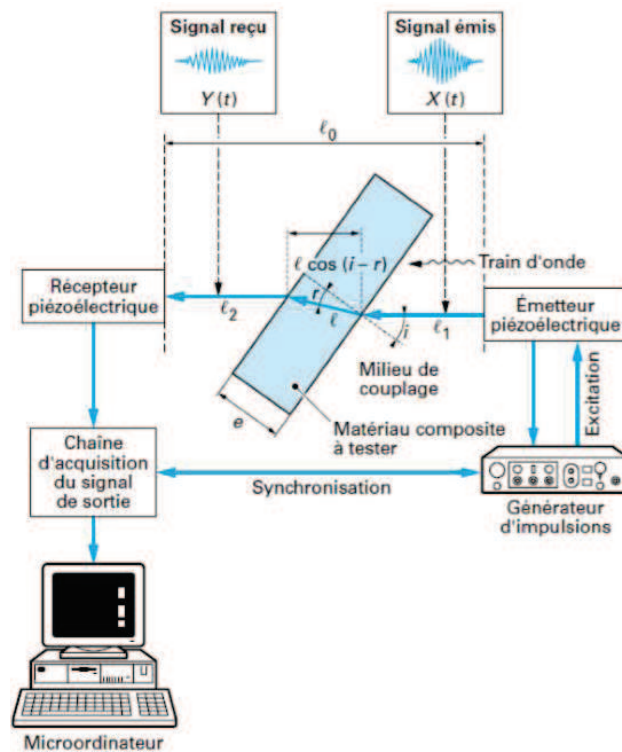 Signal reçu
Y (t)
Signal émis
X (t)
ℓ0
ℓ cos (i – r)
Train d'onde
Récepteur
piézoélectrique
ℓ2
r
ℓ
i
ℓ1
Émetteur
piézoélectrique
Milieu de
couplage
Excitation
e
Matériau composite
à tester
Chaîne
d'acquisition
du signal
de sortie
Synchronisation
Générateur
d'impulsions
Microordinateur